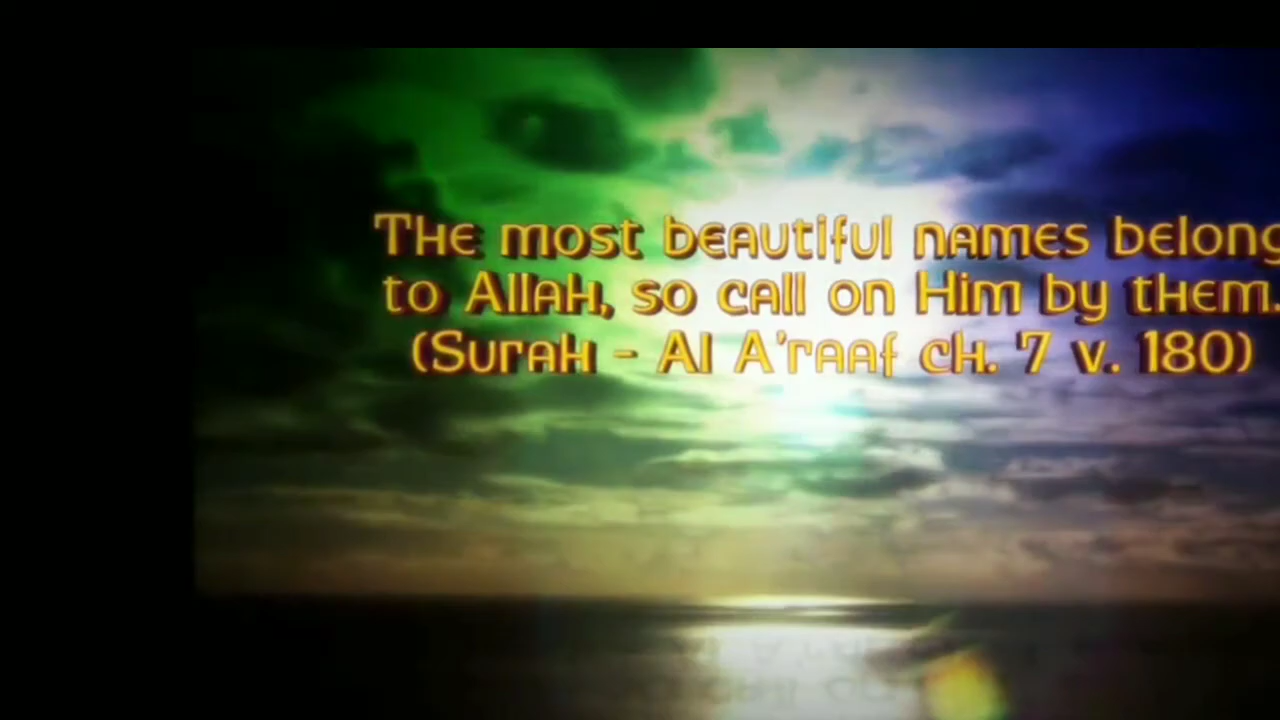 The most beautiful names belong
to Allah, so call on Him by them.
(Surah - Al A'raaf ch. 7 v. 180)